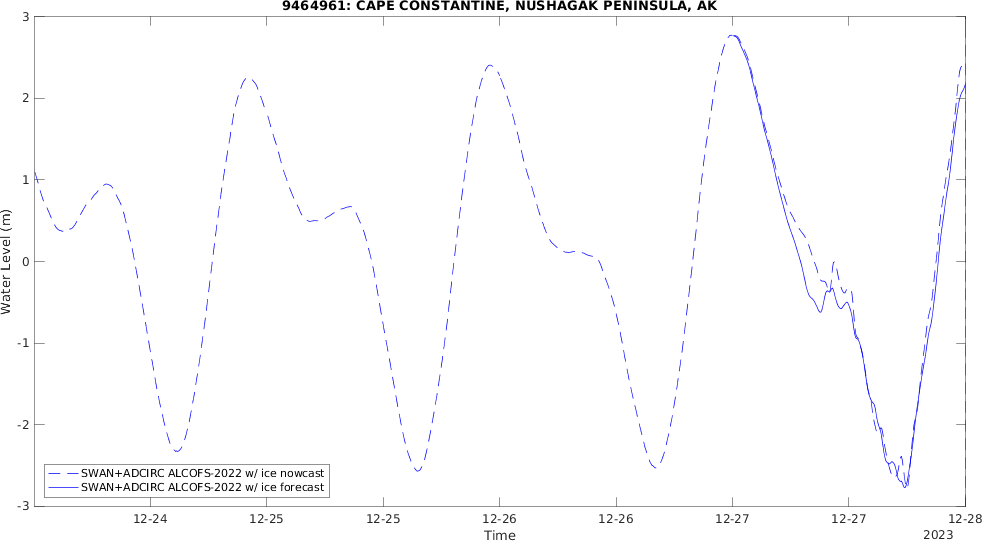 9464961: CAPE CONSTANTINE, NUSHAGAK PENINSULA, AK
3
2
1
0
-1
-2
-3
Water Level (m)
SWAN+ADCIRC ALCOFS-2022 w/ ice nowcast
SWAN+ADCIRC ALCOFS-2022 w/ ice forecast
12-24 12-25 12-25 12-26 12-26 12-27 12-27 12-28
Time
2023